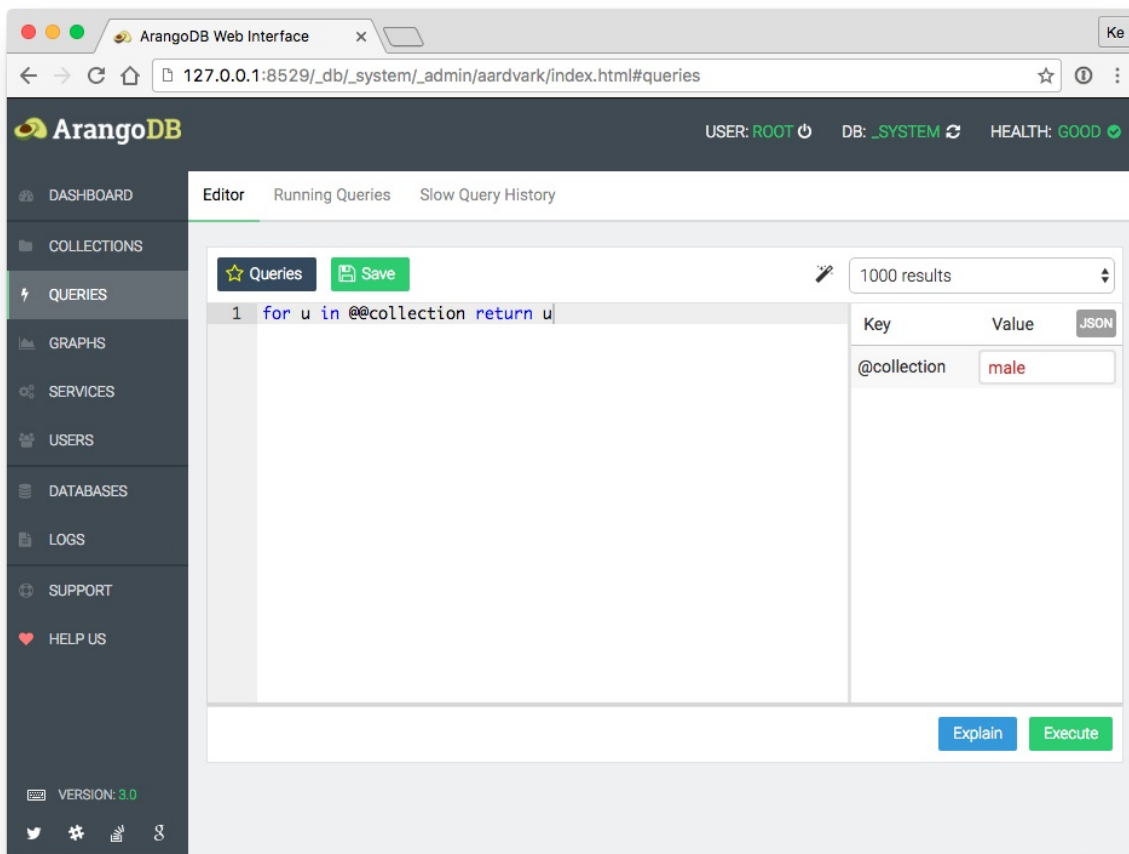 ArangoDB Web Interface
Ke
127.0.0.1:8529/_db/_system/_admin/aardvark/index.html#queries
ArangoDB
USER: ROOT DB: _SYSTEM HEALTH: GOOD
DASHBOARD
COLLECTIONS
QUERIES
GRAPHS
SERVICES
USERS
DATABASES
LOGS
SUPPORT
HELP US
VERSION: 3.0
Editor Running Queries Slow Query History
Queries Save 1000 results
1 for u in @@collection return u
Key Value JSON
@collection male
Explain Execute